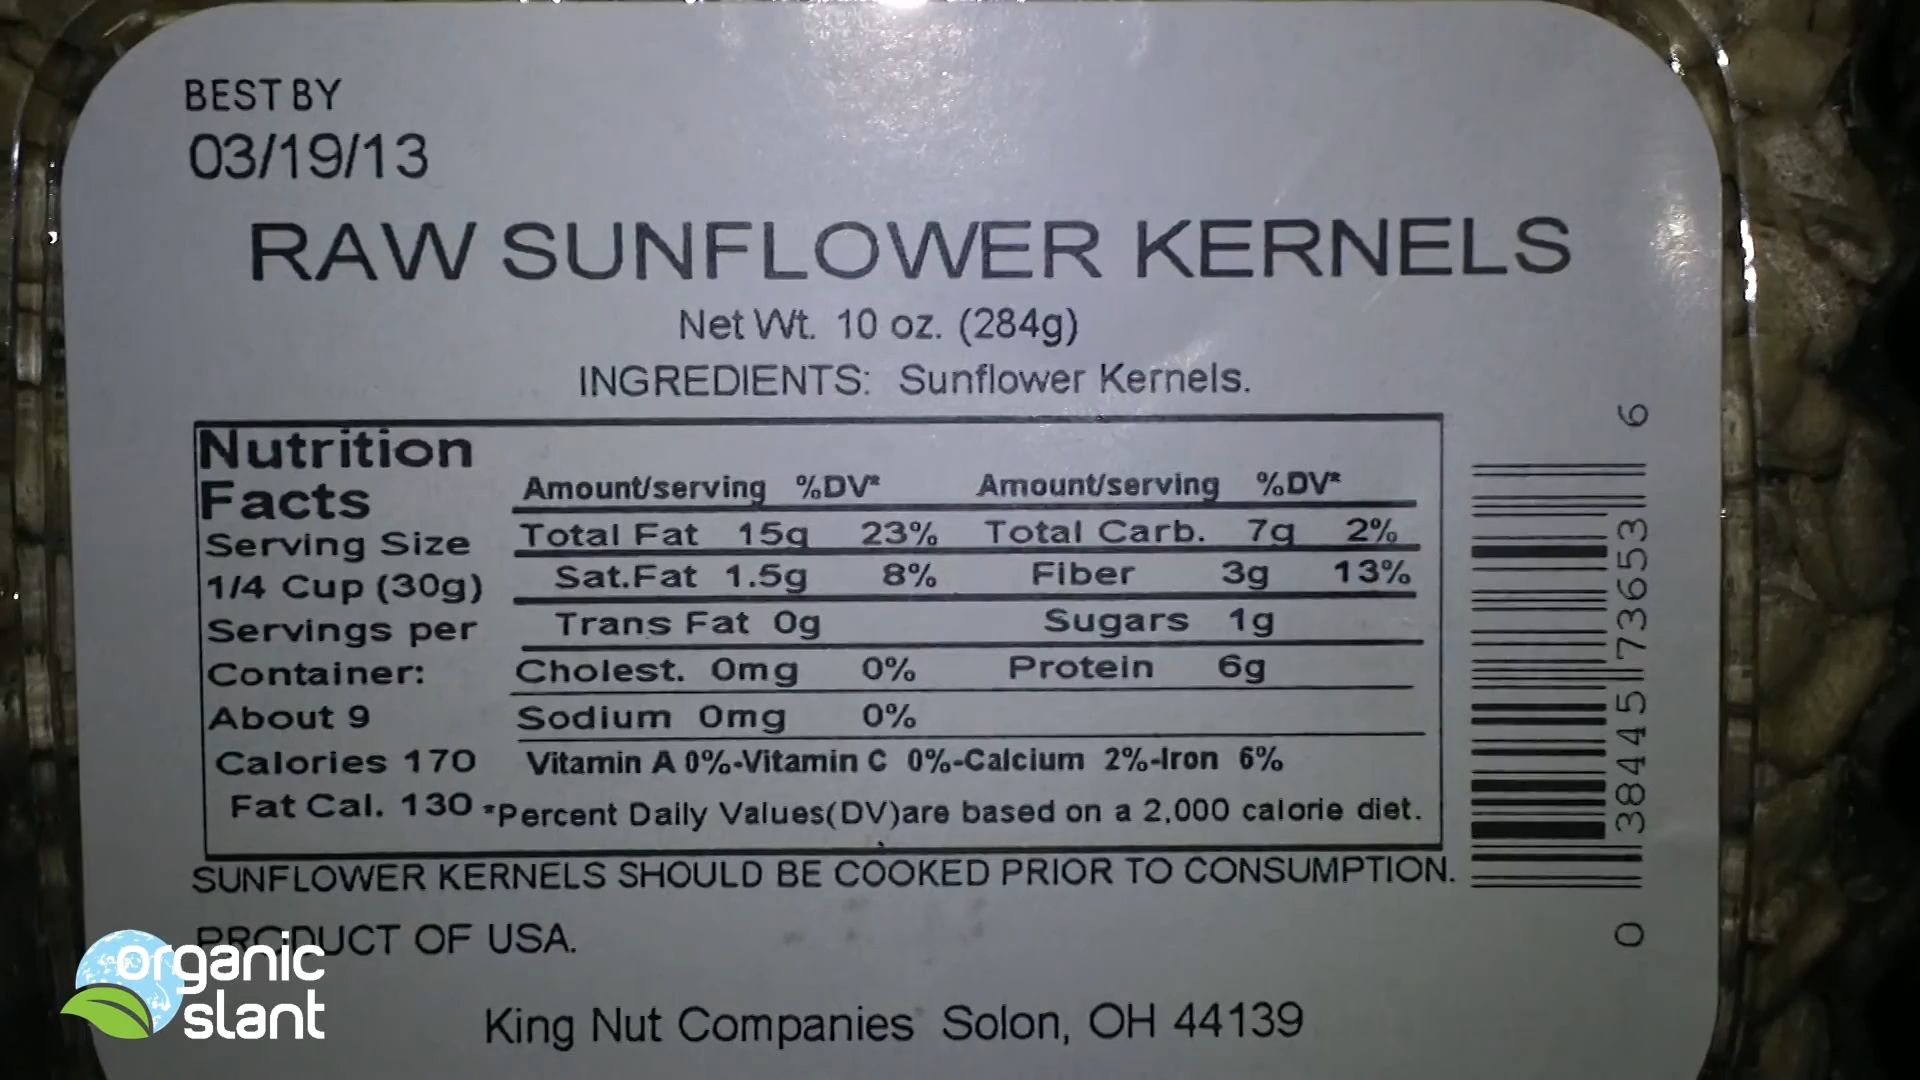 BEST BY
03/19/13
RAW SUNFLOWER KERNELS
Net Wt. 10 oz. (284g)
INGREDIENTS: Sunflower Kernels.
Nutrition
Facts
Serving Size
1/4 Cup (30g)
Servings per
Container:
About 9
Calories 170
Fat Cal. 130
Amount/serving %DV* Amount/serving %DV*
Total Fat 15g 23% Total Carb. 7g 2%
Sat.Fat 1.5g 8% Fiber 3g 13%
Trans Fat 0g Sugars 1g
Cholest. 0mg 0% Protein 6g
Sodium 0mg 0%
Vitamin A 0%-Vitamin C 0%-Calcium 2%-Iron 6%
*Percent Daily Values(DV)are based on a 2,000 calorie diet.
0 38445 73653 6
SUNFLOWER KERNELS SHOULD BE COOKED PRIOR TO CONSUMPTION.
PRODUCT OF USA.
organic
slant
King Nut Companies Solon, OH 44139